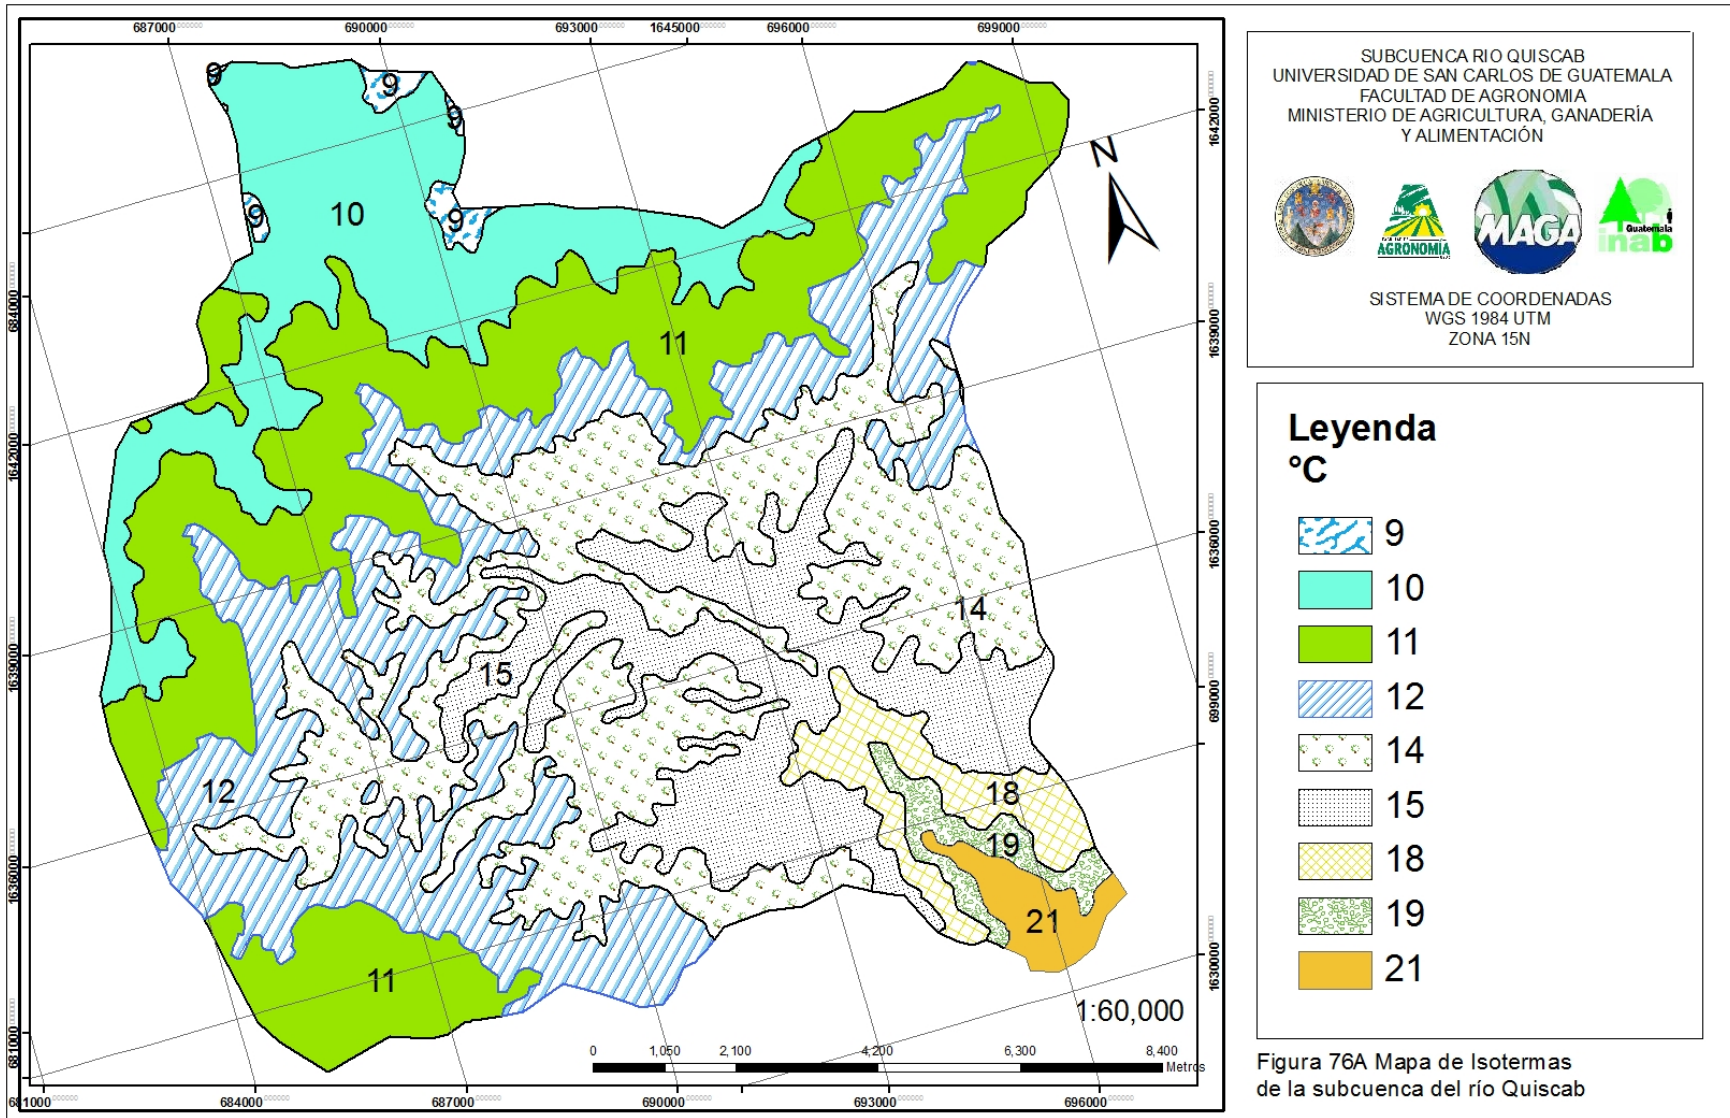 687000
690000
693000
1645000
696000
699000
SUBCUENCA RIO QUISCAB
UNIVERSIDAD DE SAN CARLOS DE GUATEMALA
FACULTAD DE AGRONOMIA
MINISTERIO DE AGRICULTURA, GANADERÍA
Y ALIMENTACIÓN
AGRONOMIA
MAGA
Guatemala
inab
SISTEMA DE COORDENADAS
WGS 1984 UTM
ZONA 15N
Leyenda
°C
9
10
11
12
14
15
18
19
21
N
9
9
9
9
9
10
11
14
15
12
18
19
21
11
684000
1642000
1639000
1636000
681000
1642000
1639000
1636000
699000
1630000
1:60,000
0
1,050
2,100
4,200
6,300
8,400
Metros
681000
684000
687000
690000
693000
696000
Figura 76A Mapa de Isotermas
de la subcuenca del río Quiscab